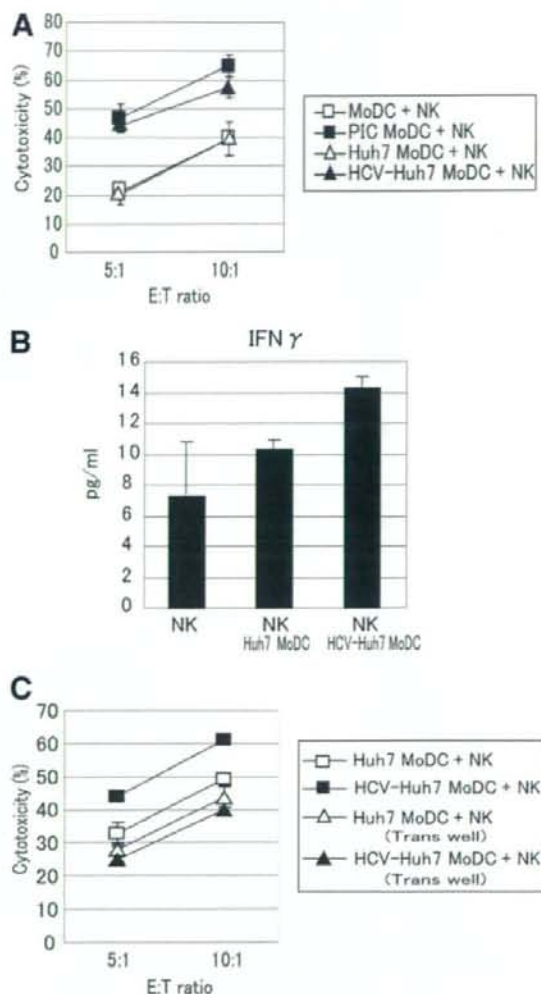 A
80
70
60
50
40
30
20
10
0
Cytotoxicity (%)
5:1
10:1
E:T ratio
MoDC + NK
PIC MoDC + NK
Huh7 MoDC + NK
HCV-Huh7 MoDC + NK
B
IFN γ
16
14
12
10
8
6
4
2
0
pg/ml
NK
NK
Huh7 MoDC
NK
HCV-Huh7 MoDC
C
70
60
50
40
30
20
10
0
Cytotoxicity (%)
5:1
10:1
E:T ratio
Huh7 MoDC + NK
HCV-Huh7 MoDC + NK
Huh7 MoDC + NK
(Trans well)
HCV-Huh7 MoDC + NK
(Trans well)